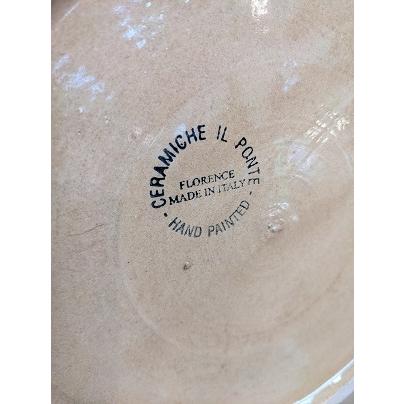 CERAMICHE IL PONTE
FLORENCE
MADE IN ITALY
- HAND PAINTED -